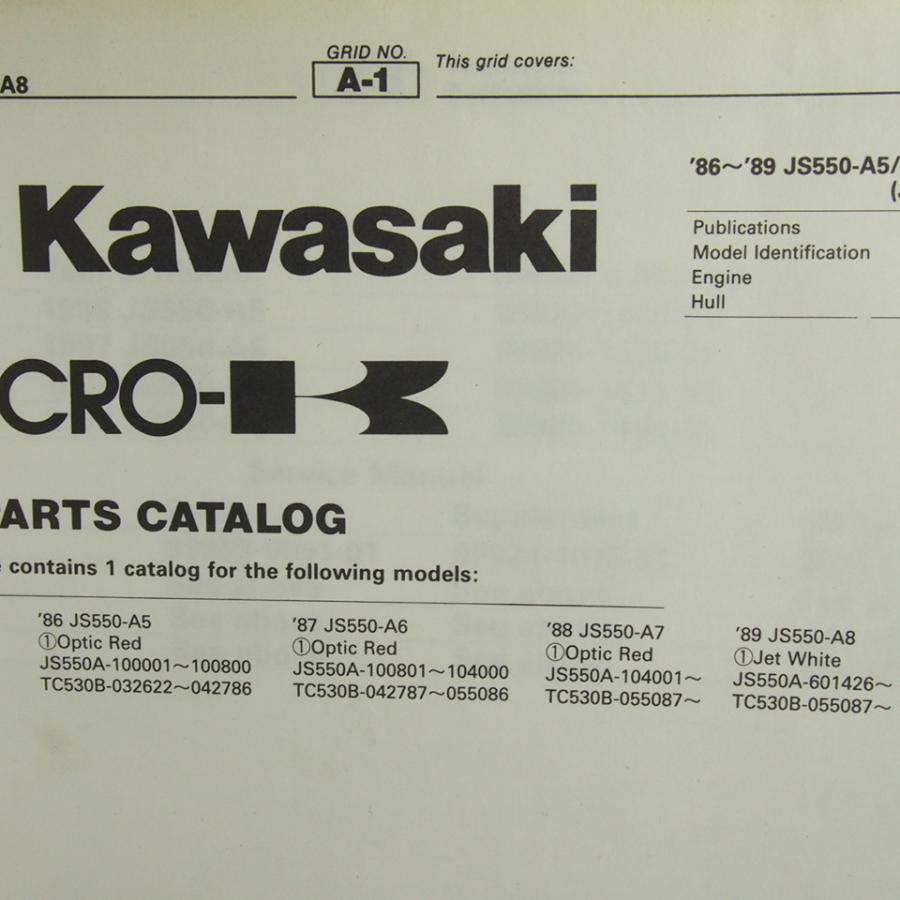 GRID NO.
A8
A-1
This grid covers:
'86~'89 JS550-A5/
Kawasaki
Publications
Model Identification
Engine
Hull
CRO-K
PARTS CATALOG
contains 1 catalog for the following models:
'86 JS550-A5
①Optic Red
JS550A-100001~100800
TC530B-032622~042786
'87 JS550-A6
①Optic Red
JS550A-100801~104000
TC530B-042787~055086
'88 JS550-A7
①Optic Red
JS550A-104001~
TC530B-055087~
'89 JS550-A8
①Jet White
JS550A-601426~
TC530B-055087~